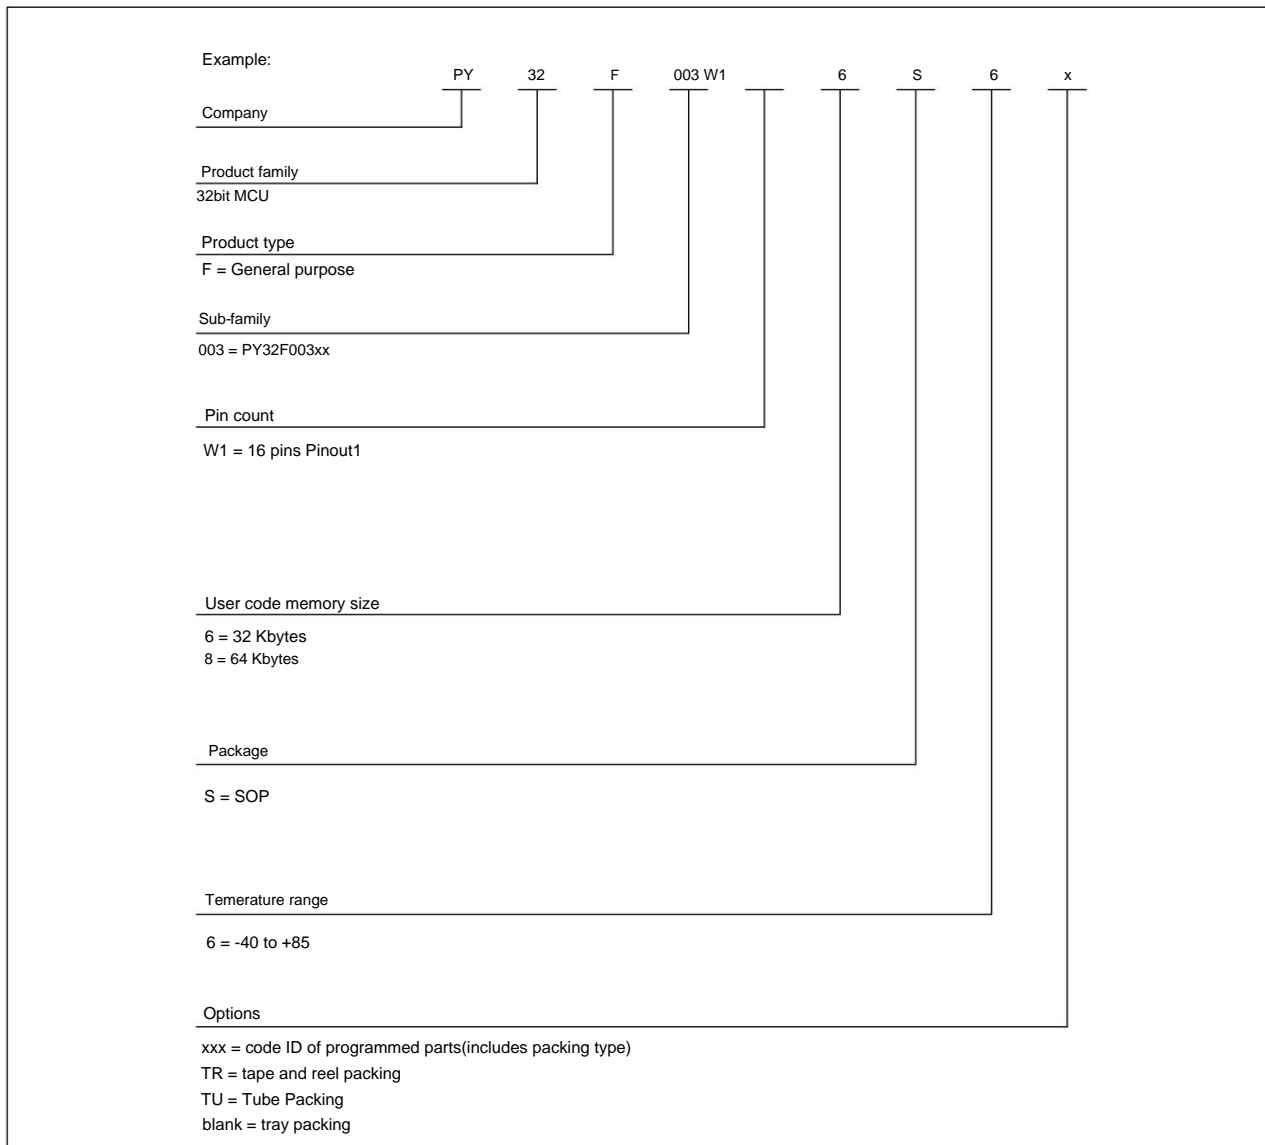 Example:
PY 32 F 003 W1 6 S 6 x
Company
Product family
32bit MCU
Product type
F = General purpose
Sub-family
003 = PY32F003xx
Pin count
W1 = 16 pins Pinout1
User code memory size
6 = 32 Kbytes
8 = 64 Kbytes
Package
S = SOP
Temerature range
6 = -40 to +85
Options
xxx = code ID of programmed parts(includes packing type)
TR = tape and reel packing
TU = Tube Packing
blank = tray packing